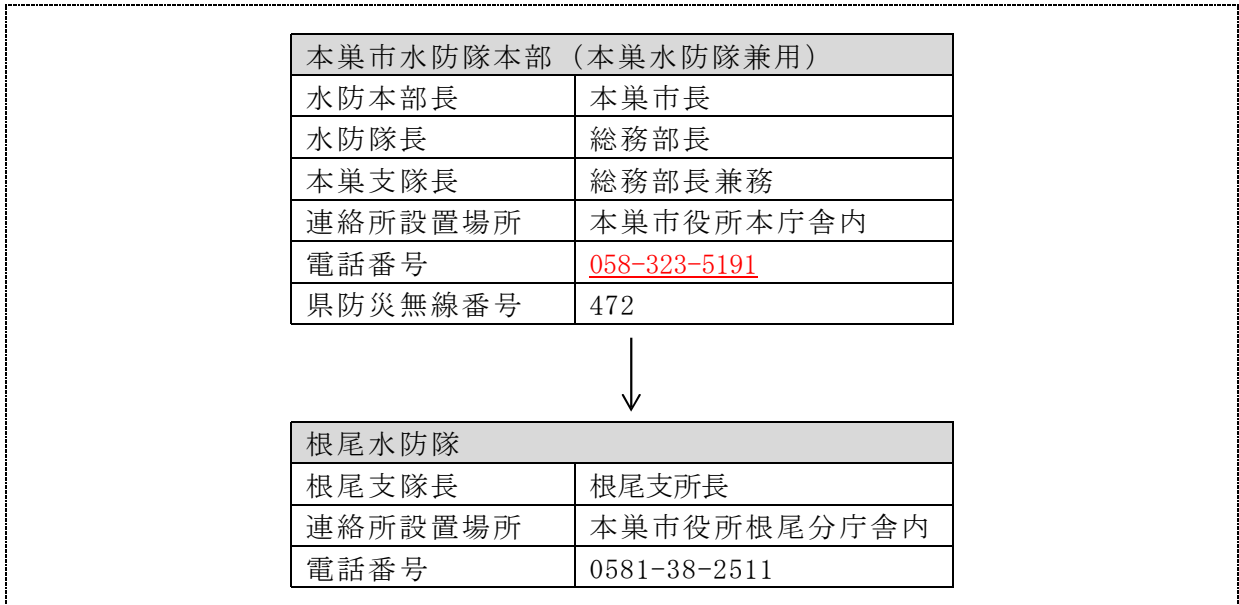 本巣市水防隊本部（本巣水防隊兼用）
水防本部長 本巣市長
水防隊長 総務部長
本巣支隊長 総務部長兼務
連絡所設置場所 本巣市役所本庁舎内
電話番号 058-323-5191
県防災無線番号 472
根尾水防隊
根尾支隊長 根尾支所長
連絡所設置場所 本巣市役所根尾分庁舎内
電話番号 0581-38-2511